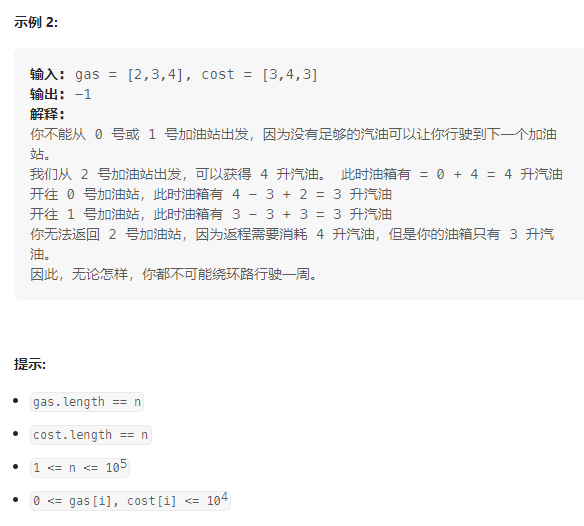 示例 2:
输入: gas = [2,3,4], cost = [3,4,3]
输出: -1
解释:
你不能从 0 号或 1 号加油站出发，因为没有足够的汽油可以让你行驶到下一个加油
站。
我们从 2 号加油站出发，可以获得 4 升汽油。 此时油箱有 = 0 + 4 = 4 升汽油
开往 0 号加油站，此时油箱有 4 - 3 + 2 = 3 升汽油
开往 1 号加油站，此时油箱有 3 - 3 + 3 = 3 升汽油
你无法返回 2 号加油站，因为返程需要消耗 4 升汽油，但是你的油箱只有 3 升汽
油。
因此，无论怎样，你都不可能绕环路行驶一周。
提示:
• gas.length == n
• cost.length == n
• 1 <= n <= 10⁵
• 0 <= gas[i], cost[i] <= 10⁴